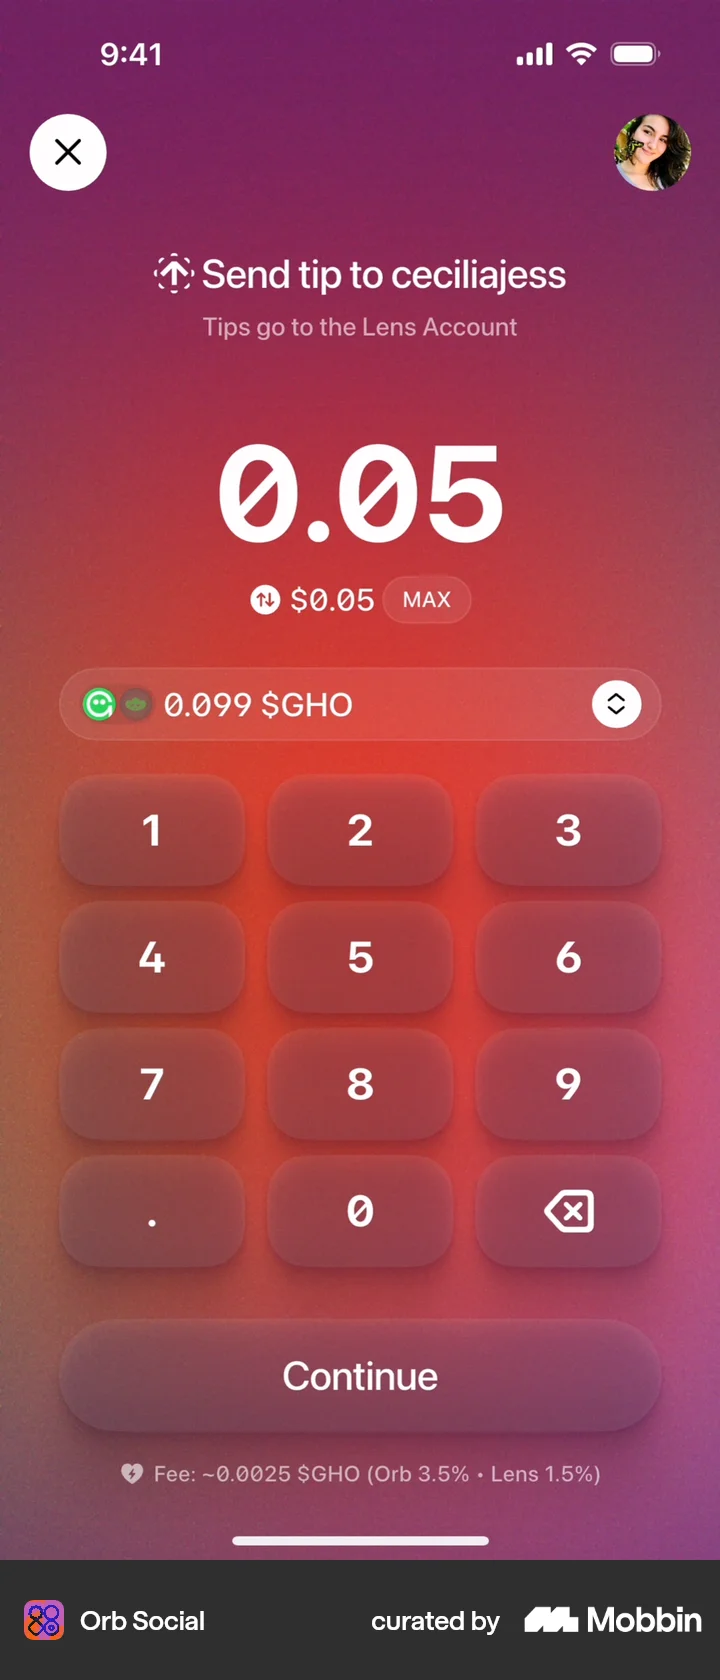 9:41
Send tip to ceciliajess
Tips go to the Lens Account
0.05
$0.05 MAX
0.099 $GHO
1 2 3
4 5 6
7 8 9
. 0
Continue
Fee: ~0.0025 $GHO (Orb 3.5% • Lens 1.5%)
Orb Social curated by Mobbin